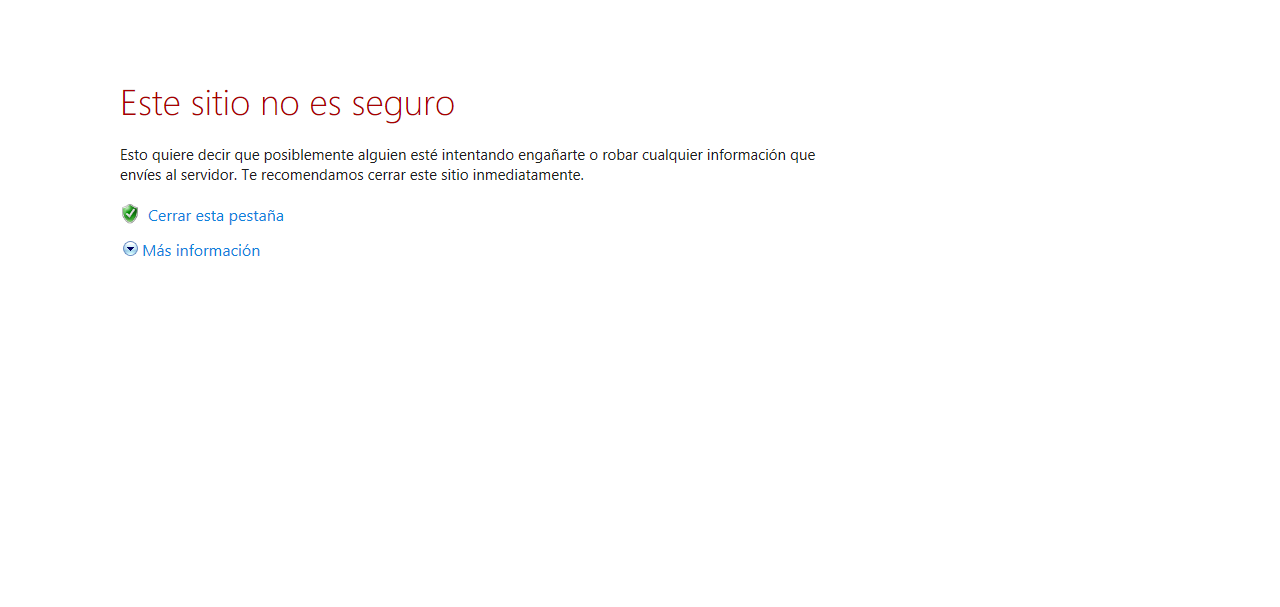 Este sitio no es seguro
Esto quiere decir que posiblemente alguien esté intentando engañarte o robar cualquier información que
envíes al servidor. Te recomendamos cerrar este sitio inmediatamente.
Cerrar esta pestaña
Más información